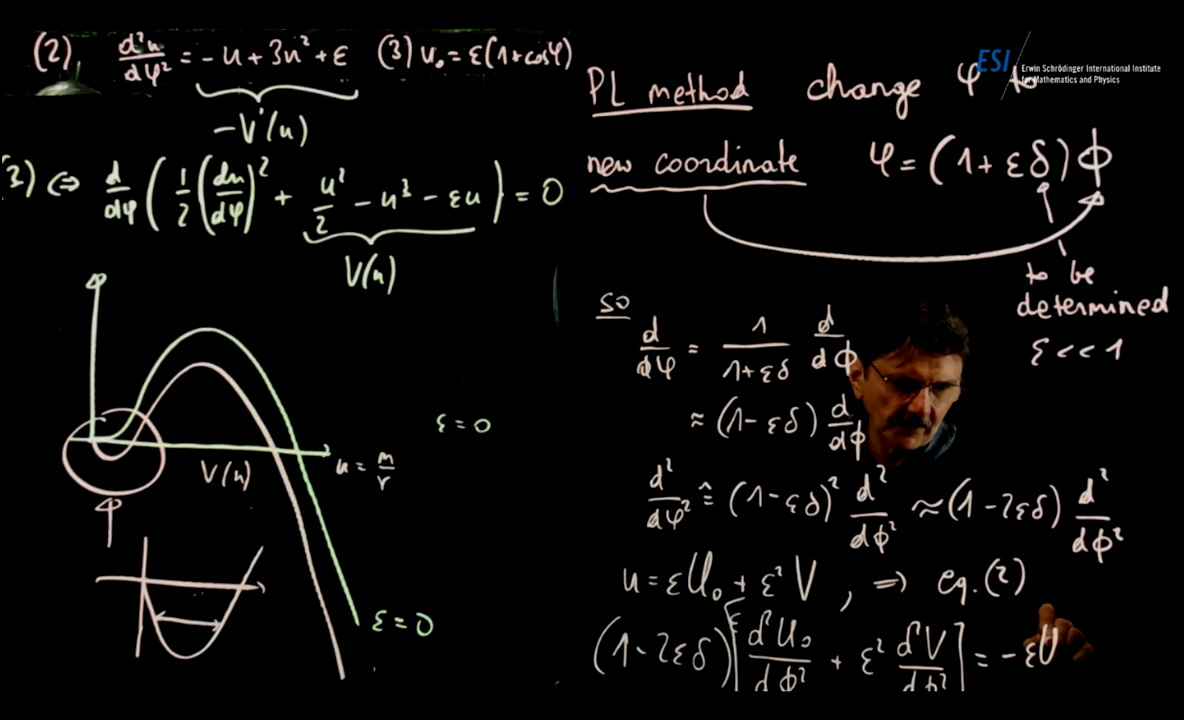 (2), d²u/dφ² = -u + 3u² + ε (3) u₀ = ε(1+cosφ)
-V'(u)
2) ⇔ d/dφ ( 1/2 (du/dφ)² + u²/2 - u³ - εu ) = 0
V(u)
ε = 0
V(u)
u = m/r
ε = 0
ESI Erwin Schrödinger International Institute
for Mathematics and Physics
PL method change φ to
new coordinate φ = (1 + εδ)ϕ
to be
determined
ε << 1
so
d/dφ = 1/(1+εδ) d/dϕ
≈ (1-εδ) d/dϕ
d²/dφ² ≙ (1-εδ)² d²/dϕ² ≈ (1-2εδ) d²/dϕ²
u = εU₀ + ε²V , ⇒ eq.(2)
(1-2εδ)[ε d²U₀/dϕ² + ε² d²V/dϕ²] = -εU